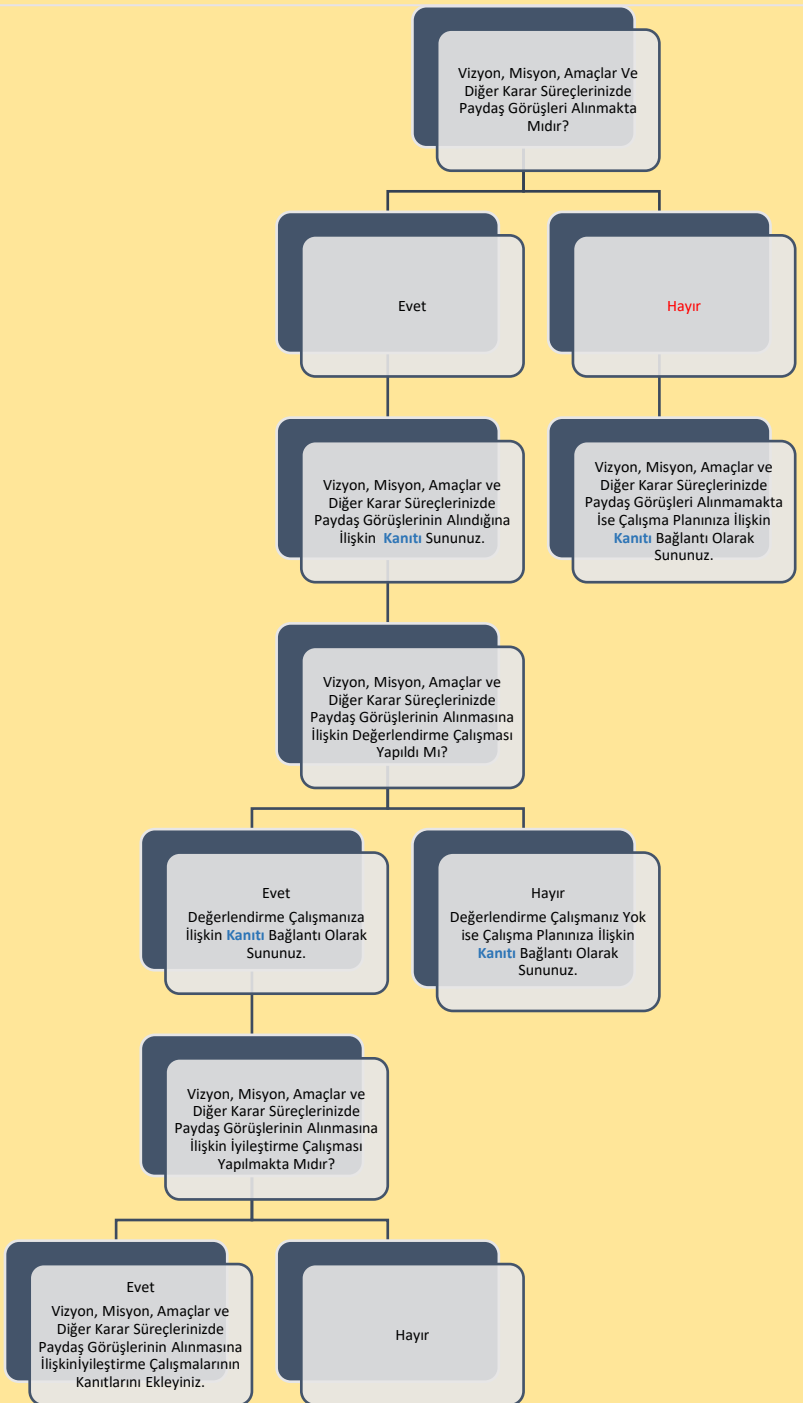 Vizyon, Misyon, Amaçlar Ve
Diğer Karar Süreçlerinizde
Paydaş Görüşleri Alınmakta
Mıdır?
Evet
Hayır
Vizyon, Misyon, Amaçlar ve
Diğer Karar Süreçlerinizde
Paydaş Görüşlerinin Alındığına
İlişkin Kanıtı Sununuz.
Vizyon, Misyon, Amaçlar ve
Diğer Karar Süreçlerinizde
Paydaş Görüşleri Alınmamakta
İse Çalışma Planınıza İlişkin
Kanıtı Bağlantı Olarak
Sununuz.
Vizyon, Misyon, Amaçlar ve
Diğer Karar Süreçlerinizde
Paydaş Görüşlerinin Alınmasına
İlişkin Değerlendirme Çalışması
Yapıldı Mı?
Evet
Değerlendirme Çalışmanıza
İlişkin Kanıtı Bağlantı Olarak
Sununuz.
Hayır
Değerlendirme Çalışmanız Yok
ise Çalışma Planınıza İlişkin
Kanıtı Bağlantı Olarak
Sununuz.
Vizyon, Misyon, Amaçlar ve
Diğer Karar Süreçlerinizde
Paydaş Görüşlerinin Alınmasına
İlişkin İyileştirme Çalışması
Yapılmakta Mıdır?
Evet
Vizyon, Misyon, Amaçlar ve
Diğer Karar Süreçlerinizde
Paydaş Görüşlerinin Alınmasına
İlişkinİyileştirme Çalışmalarının
Kanıtlarını Ekleyiniz.
Hayır